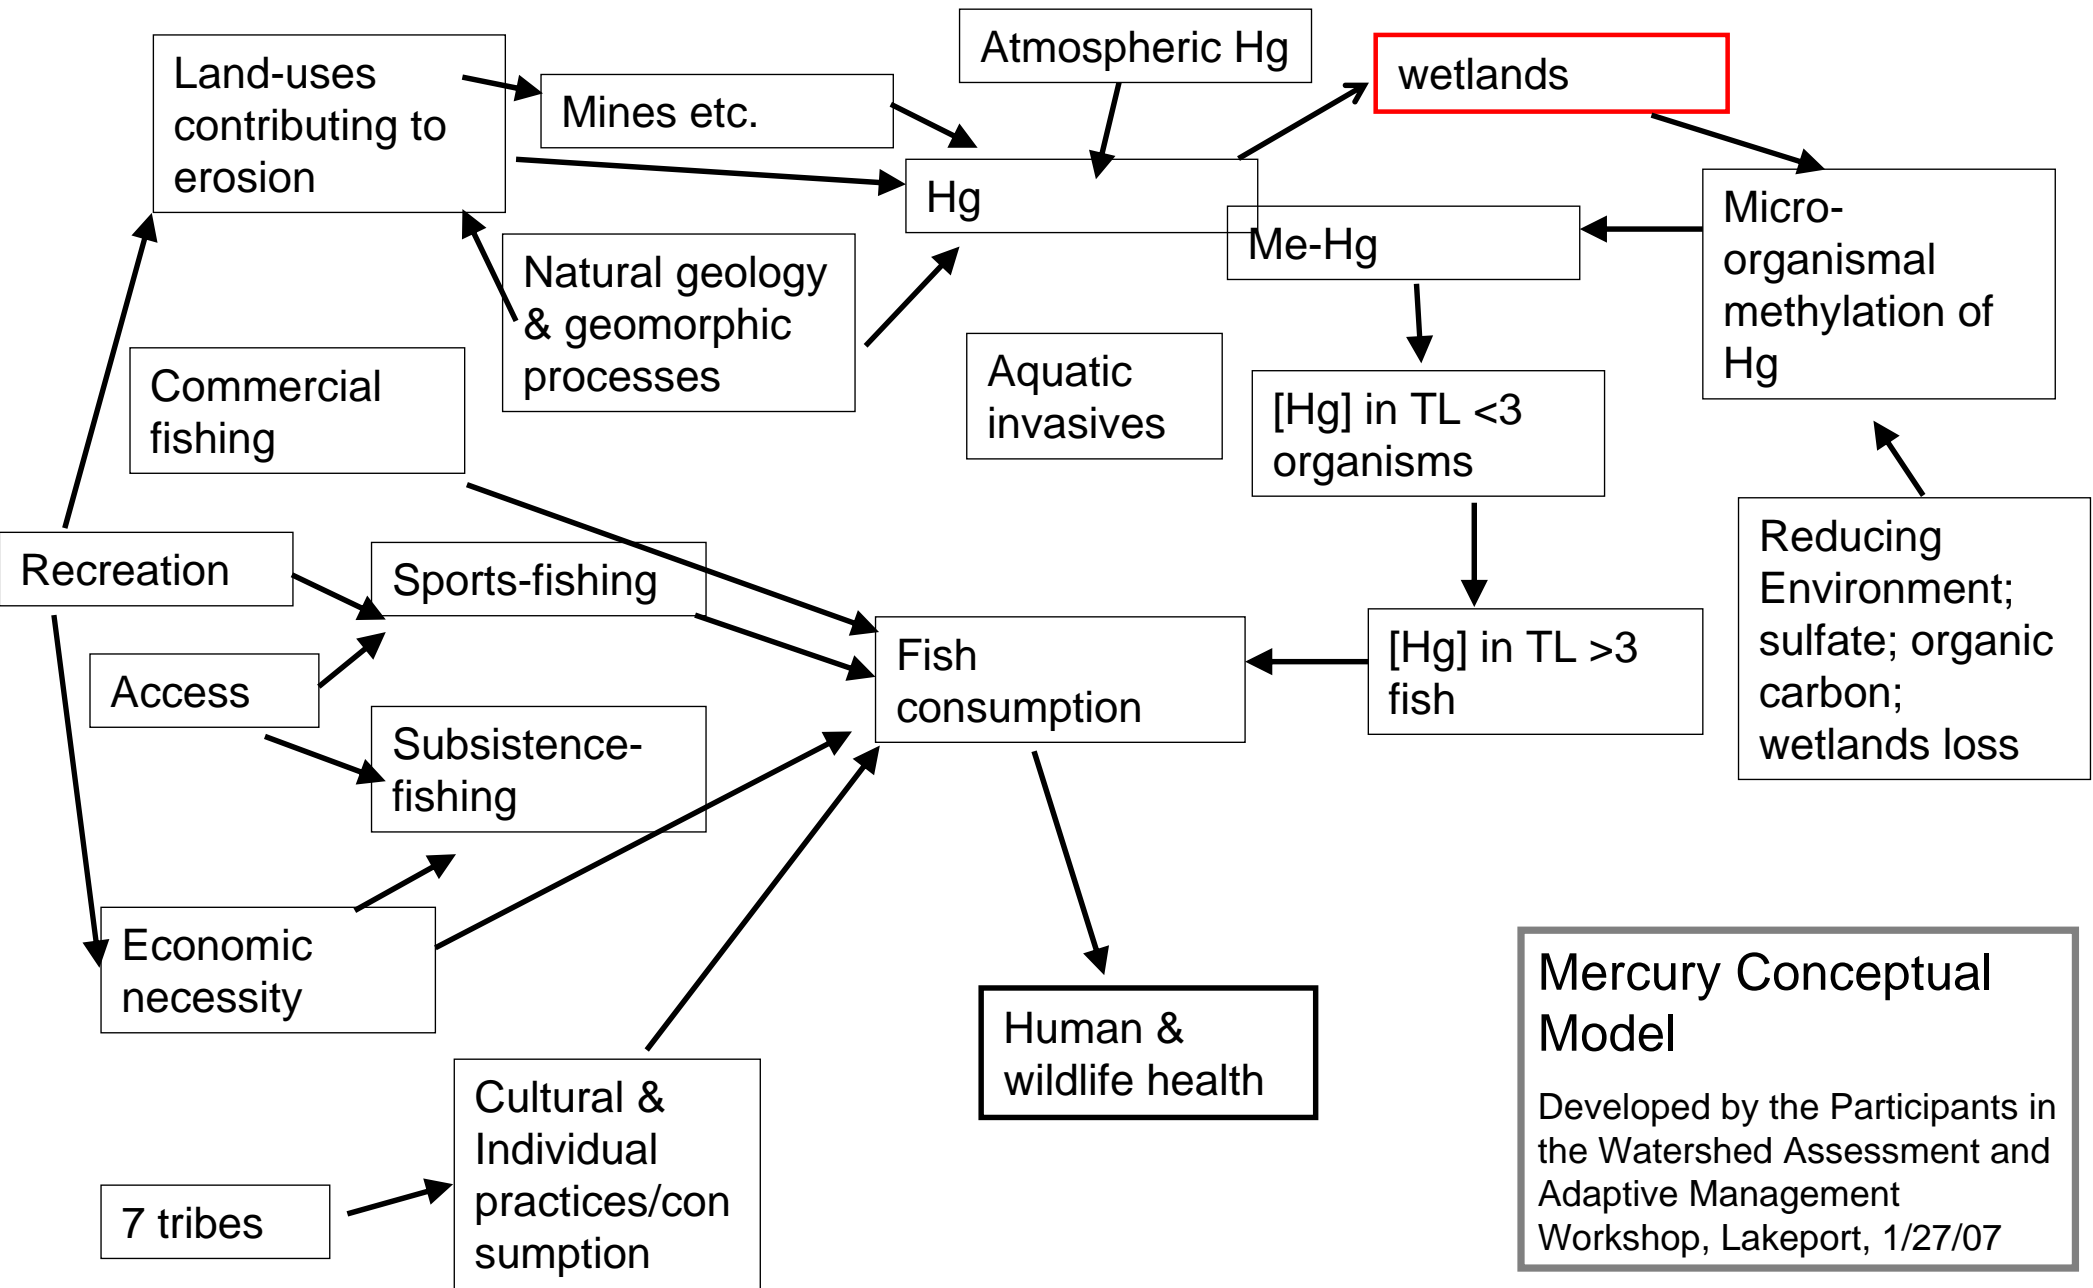 Atmospheric Hg
wetlands
Land-uses
contributing to
erosion
Mines etc.
Hg
Me-Hg
Micro-
organismal
methylation of
Hg
Natural geology
& geomorphic
processes
Commercial
fishing
Aquatic
invasives
[Hg] in TL <3
organisms
Recreation
Sports-fishing
Reducing
Environment;
sulfate; organic
carbon;
wetlands loss
Access
Fish
consumption
[Hg] in TL >3
fish
Subsistence-
fishing
Economic
necessity
Human &
wildlife health
Cultural &
Individual
practices/con
sumption
7 tribes
Mercury Conceptual
Model
Developed by the Participants in
the Watershed Assessment and
Adaptive Management
Workshop, Lakeport, 1/27/07